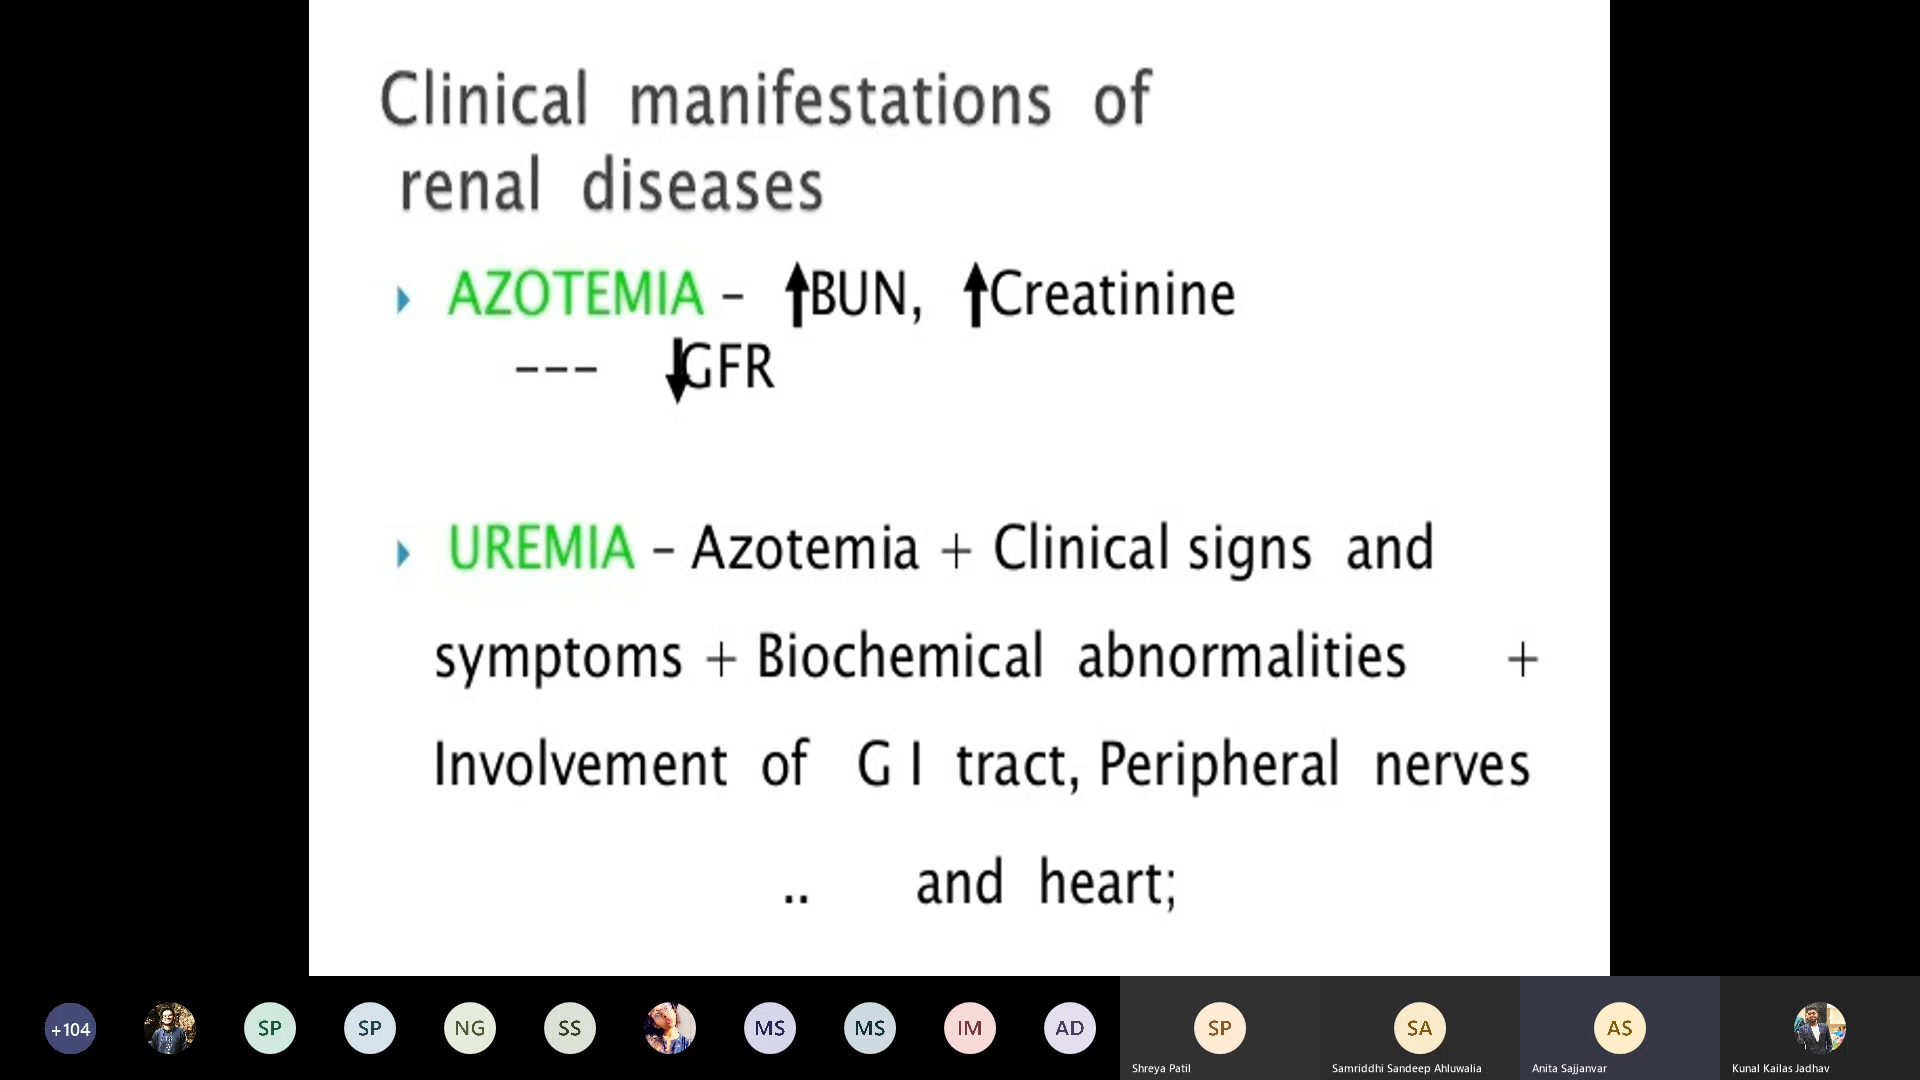 Clinical manifestations of
renal diseases
AZOTEMIA – ↑BUN, ↑Creatinine
--- ↓GFR
UREMIA – Azotemia + Clinical signs and
symptoms + Biochemical abnormalities +
Involvement of G I tract, Peripheral nerves
.. and heart;
+104 SP SP NG SS MS MS IM AD SP SA AS
Shreya Patil Samriddhi Sandeep Ahluwalia Anita Sajjanvar Kunal Kailas Jadhav